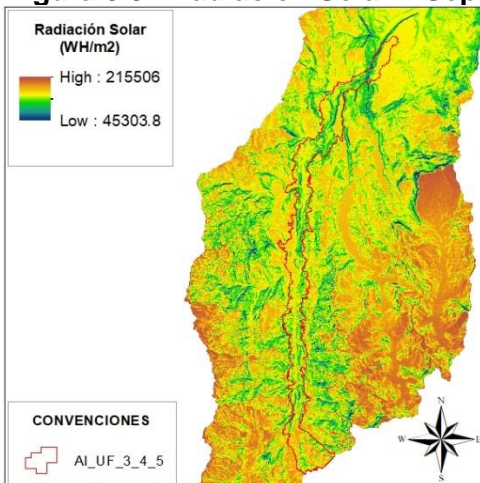 Radiación Solar
(WH/m2)
High : 215506
Low : 45303.8
CONVENCIONES
AI_UF_3_4_5
N
W E
S